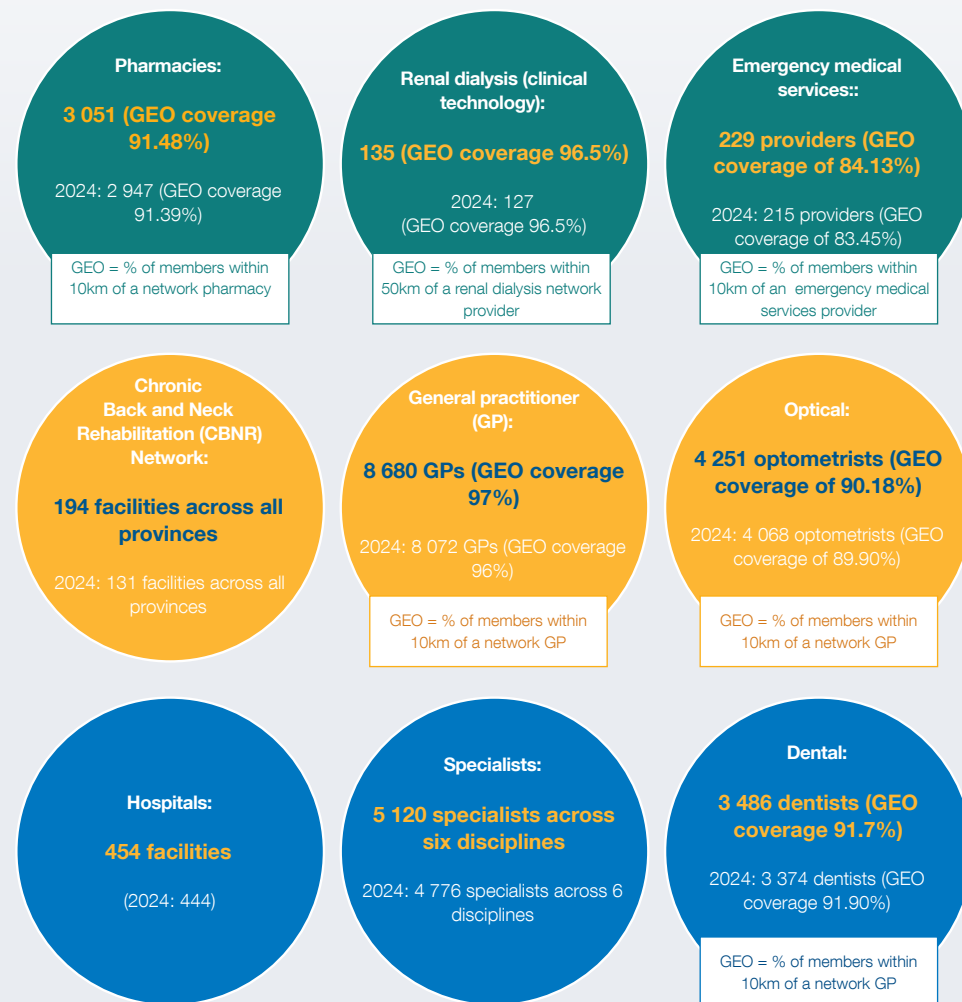 Pharmacies:
3 051 (GEO coverage
91.48%)
2024: 2 947 (GEO coverage
91.39%)
GEO = % of members within
10km of a network pharmacy
Renal dialysis (clinical
technology):
135 (GEO coverage 96.5%)
2024: 127
(GEO coverage 96.5%)
GEO = % of members within
50km of a renal dialysis network
provider
Emergency medical
services::
229 providers (GEO
coverage of 84.13%)
2024: 215 providers (GEO
coverage of 83.45%)
GEO = % of members within
10km of an emergency medical
services provider
Chronic
Back and Neck
Rehabilitation (CBNR)
Network:
194 facilities across all
provinces
2024: 131 facilities across all
provinces
General practitioner
(GP):
8 680 GPs (GEO coverage
97%)
2024: 8 072 GPs (GEO coverage
96%)
GEO = % of members within
10km of a network GP
Optical:
4 251 optometrists (GEO
coverage of 90.18%)
2024: 4 068 optometrists (GEO
coverage of 89.90%)
GEO = % of members within
10km of a network GP
Hospitals:
454 facilities
(2024: 444)
Specialists:
5 120 specialists across
six disciplines
2024: 4 776 specialists across 6
disciplines
Dental:
3 486 dentists (GEO
coverage 91.7%)
2024: 3 374 dentists (GEO
coverage 91.90%)
GEO = % of members within
10km of a network GP